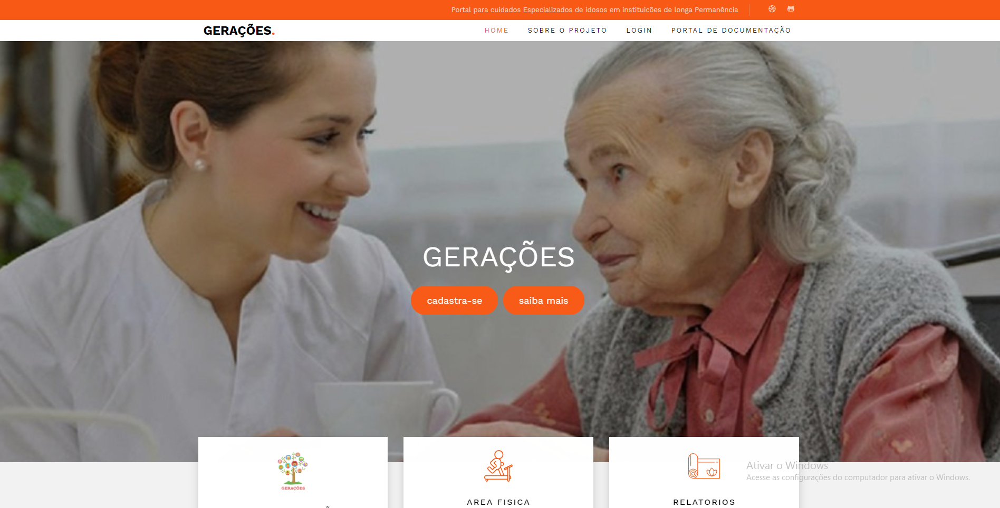 Portal para cuidados Especializados de idosos em instituicões de longa Permanência
GERAÇÕES.
HOME
SOBRE O PROJETO
LOGIN
PORTAL DE DOCUMENTAÇÃO
GERAÇÕES
cadastra-se
saiba mais
GERAÇÕES
AREA FISICA
RELATORIOS
Ativar o Windows
Acesse as configurações do computador para ativar o Windows.